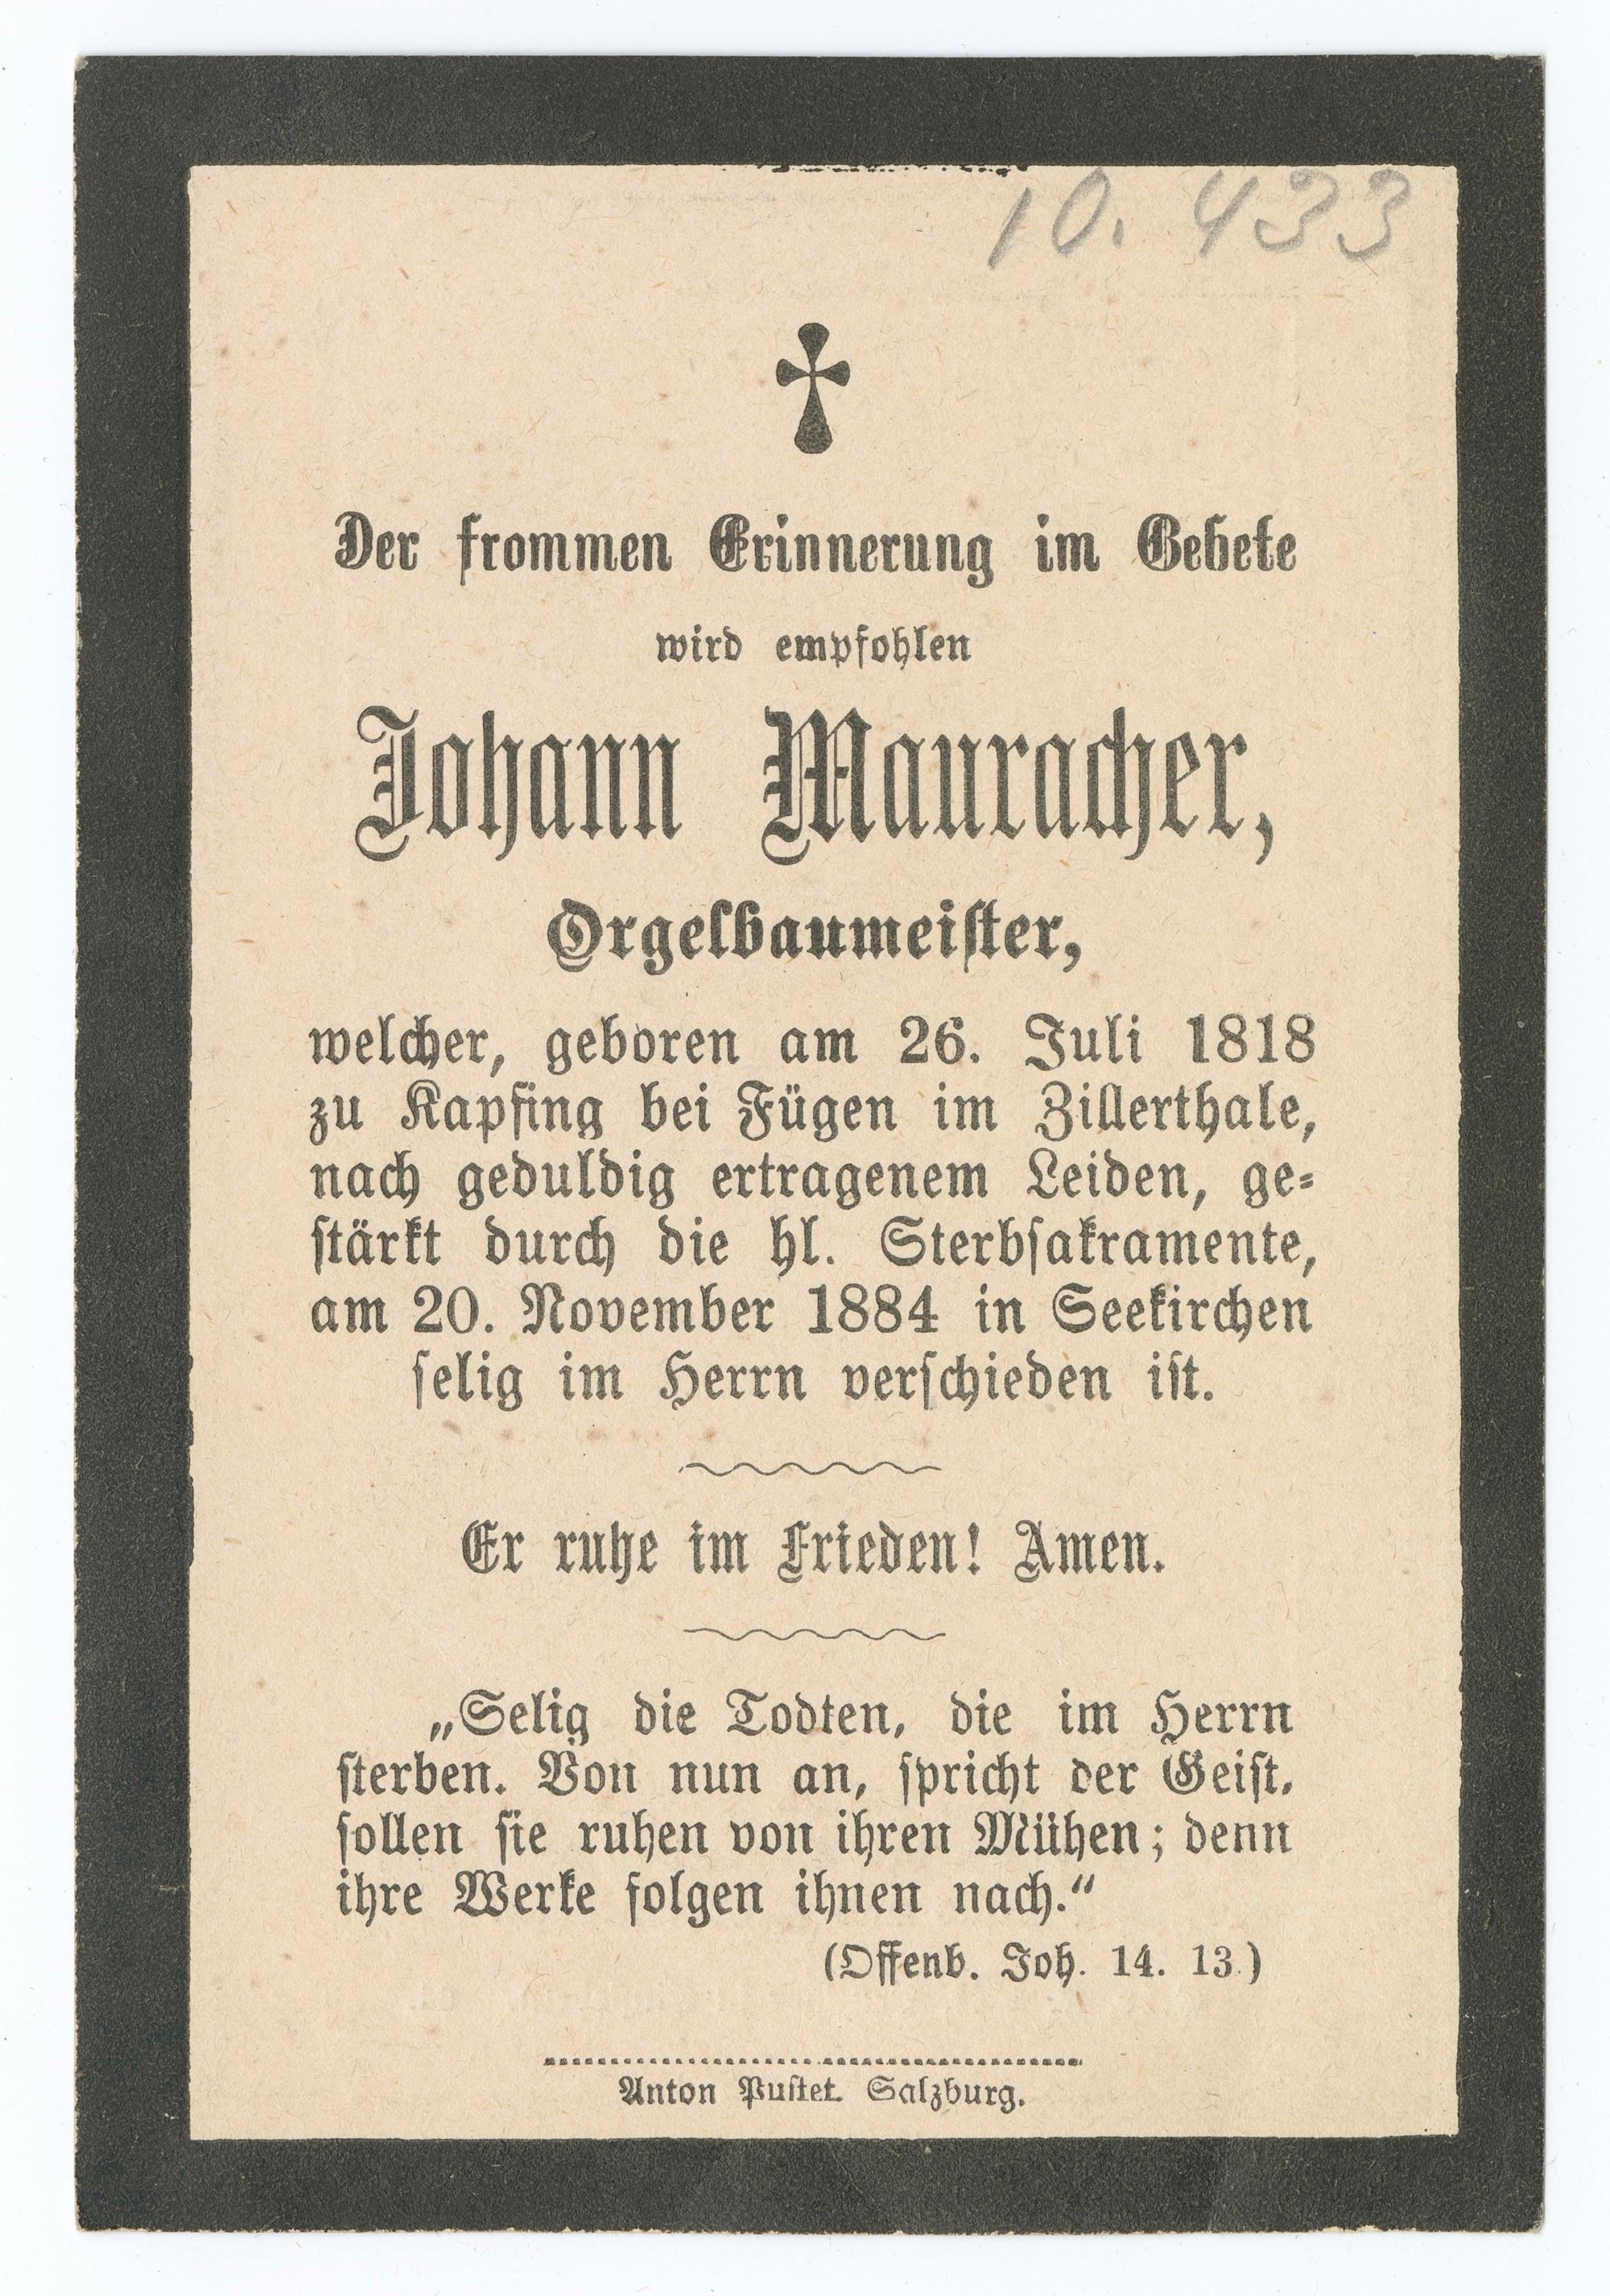 10. 433
Der frommen Erinnerung im Gebete
wird empfohlen
Johann Mauracher,
Orgelbaumeister,
welcher, geboren am 26. Juli 1818
zu Kapfing bei Fügen im Zillerthale,
nach geduldig ertragenem Leiden, ge-
stärkt durch die hl. Sterbsakramente,
am 20. November 1884 in Seekirchen
selig im Herrn verschieden ist.
Er ruhe im Frieden! Amen.
„Selig die Todten, die im Herrn
sterben. Von nun an, spricht der Geist,
sollen sie ruhen von ihren Mühen; denn
ihre Werke folgen ihnen nach.“
(Offenb. Joh. 14. 13.)
Anton Pustet. Salzburg.